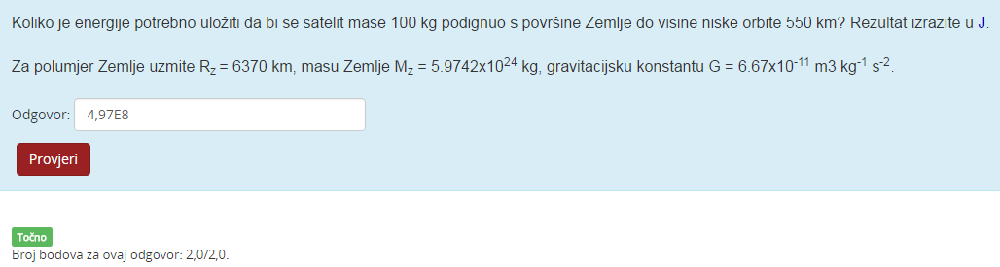 Koliko je energije potrebno uložiti da bi se satelit mase 100 kg podignuo s površine Zemlje do visine niske orbite 550 km? Rezultat izrazite u J.
Za polumjer Zemlje uzmite R_z = 6370 km, masu Zemlje M_z = 5.9742x10^24 kg, gravitacijsku konstantu G = 6.67x10^-11 m3 kg^-1 s^-2.
Odgovor: 4,97E8
Provjeri
Točno
Broj bodova za ovaj odgovor: 2,0/2,0.